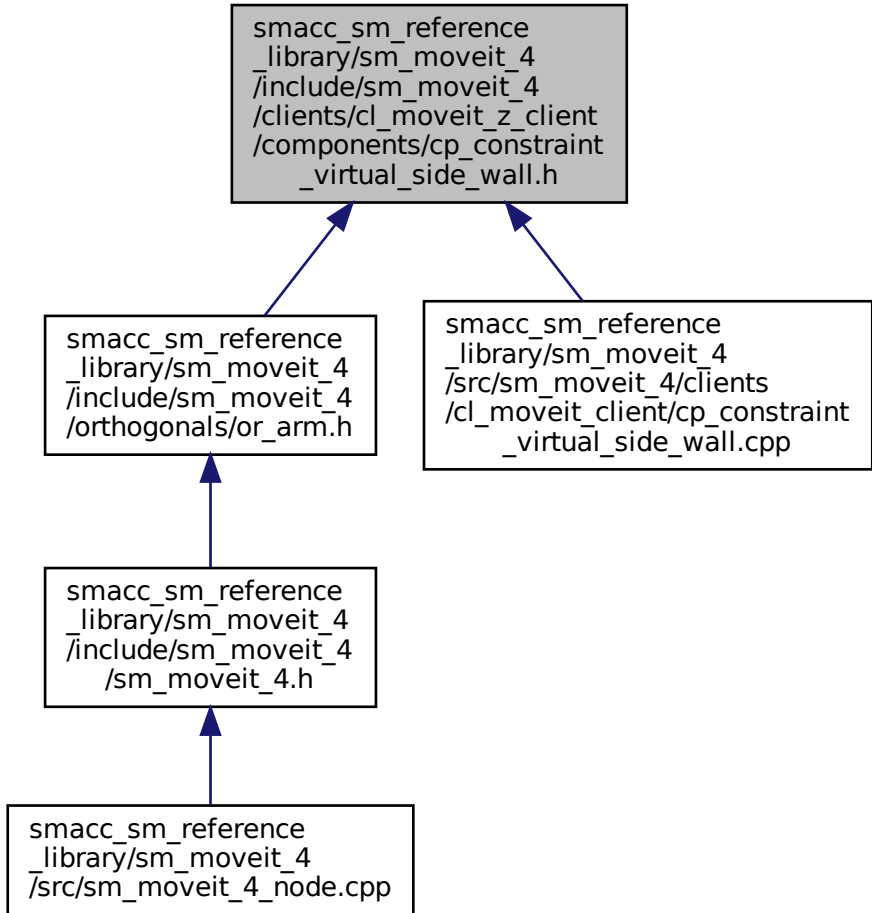 smacc_sm_reference
_library/sm_moveit_4
/include/sm_moveit_4
/clients/cl_moveit_z_client
/components/cp_constraint
_virtual_side_wall.h
smacc_sm_reference
_library/sm_moveit_4
/include/sm_moveit_4
/orthogonals/or_arm.h
smacc_sm_reference
_library/sm_moveit_4
/src/sm_moveit_4/clients
/cl_moveit_client/cp_constraint
_virtual_side_wall.cpp
smacc_sm_reference
_library/sm_moveit_4
/include/sm_moveit_4
/sm_moveit_4.h
smacc_sm_reference
_library/sm_moveit_4
/src/sm_moveit_4_node.cpp